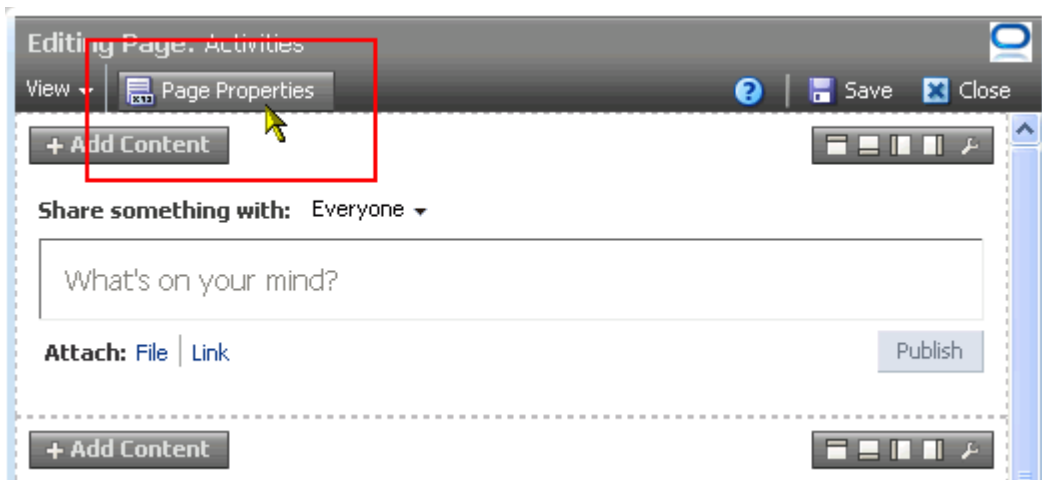 Editing Page: Activities
View Page Properties ? Save Close
+ Add Content
Share something with: Everyone
What's on your mind?
Attach: File Link Publish
+ Add Content